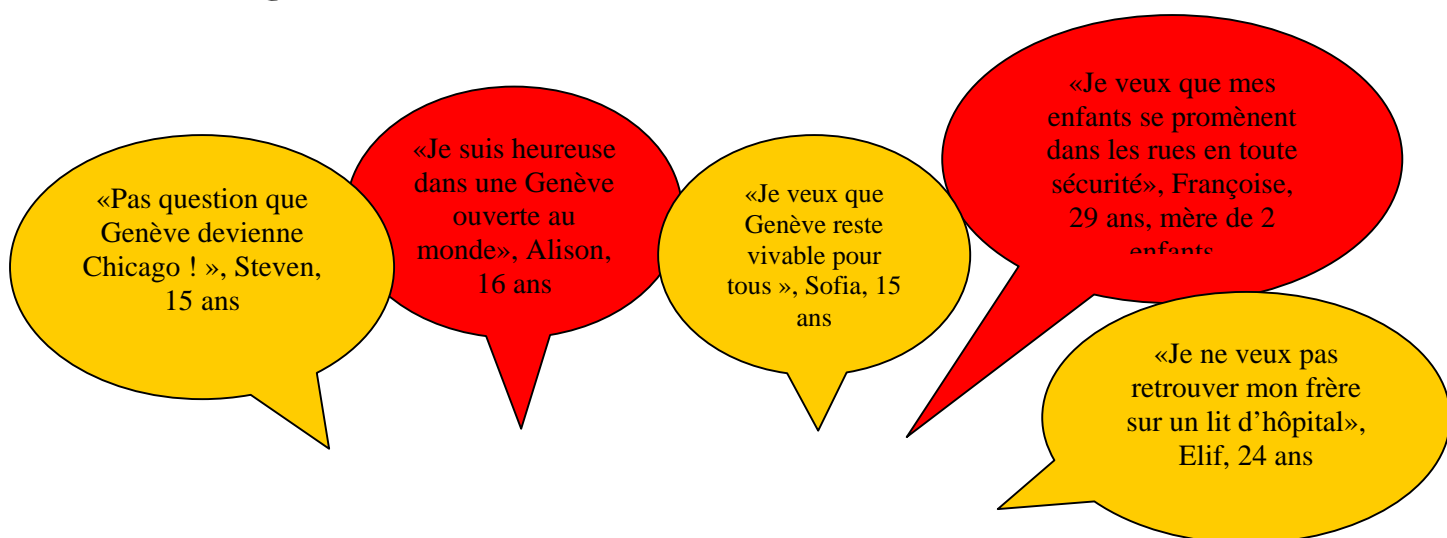 «Pas question que
Genève devienne
Chicago ! », Steven,
15 ans
«Je suis heureuse
dans une Genève
ouverte au
monde», Alison,
16 ans
«Je veux que
Genève reste
vivable pour
tous », Sofia, 15
ans
«Je veux que mes
enfants se promènent
dans les rues en toute
sécurité», Françoise,
29 ans, mère de 2
enfants
«Je ne veux pas
retrouver mon frère
sur un lit d’hôpital»,
Elif, 24 ans